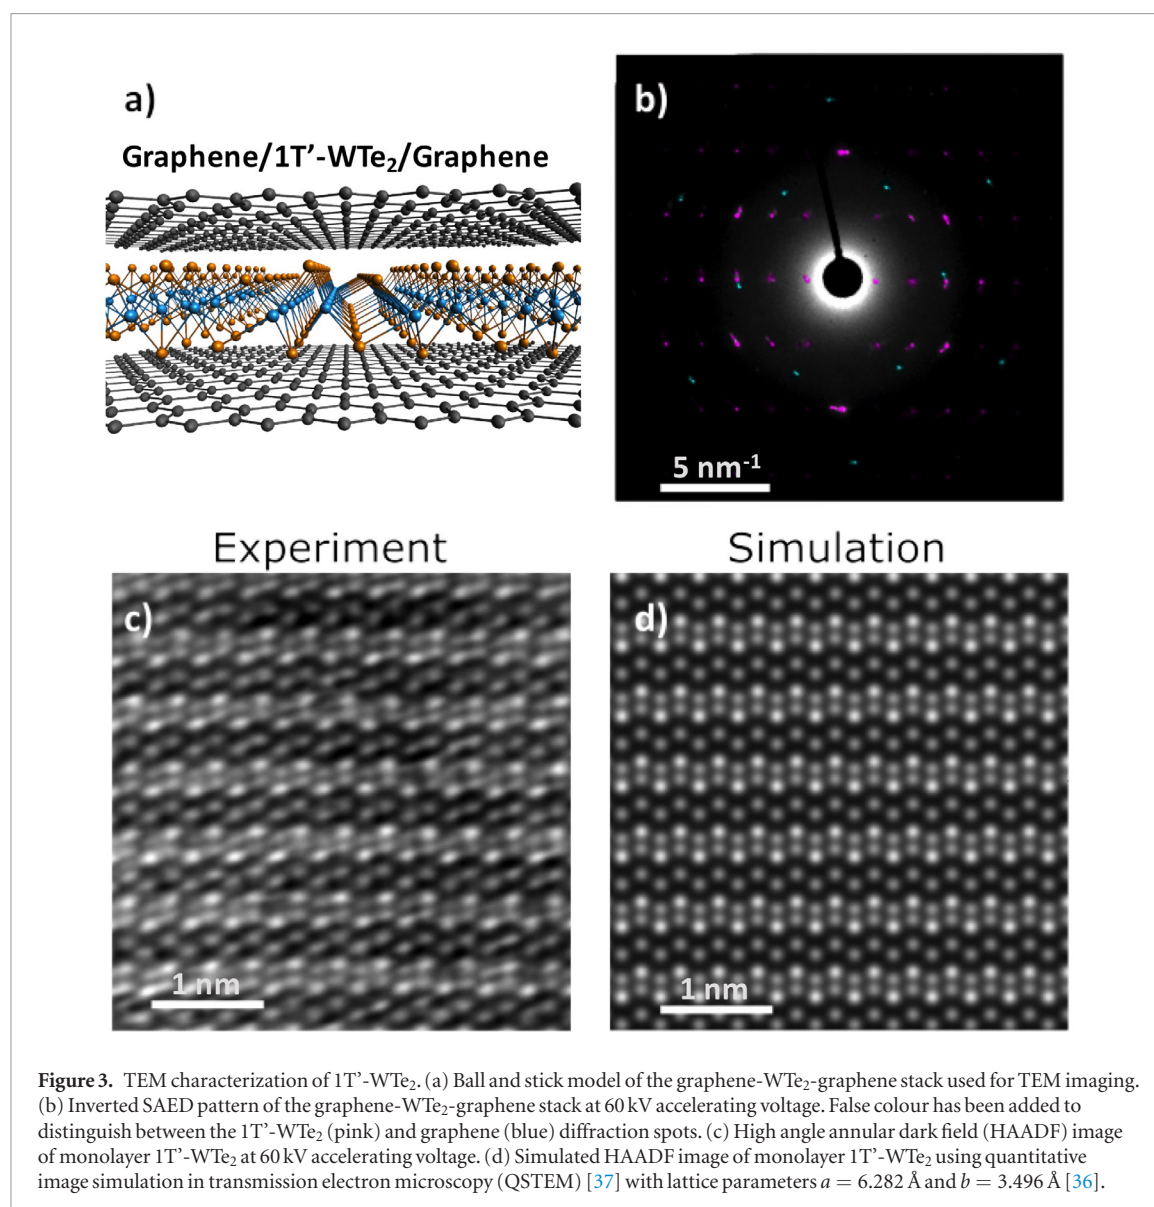 a)
Graphene/1T’-WTe2/Graphene
b)
5 nm-1
Experiment
Simulation
c)
1 nm
d)
1 nm
Figure 3. TEM characterization of 1T’-WTe2. (a) Ball and stick model of the graphene-WTe2-graphene stack used for TEM imaging.
(b) Inverted SAED pattern of the graphene-WTe2-graphene stack at 60 kV accelerating voltage. False colour has been added to
distinguish between the 1T’-WTe2 (pink) and graphene (blue) diffraction spots. (c) High angle annular dark field (HAADF) image
of monolayer 1T’-WTe2 at 60 kV accelerating voltage. (d) Simulated HAADF image of monolayer 1T’-WTe2 using quantitative
image simulation in transmission electron microscopy (QSTEM) [37] with lattice parameters a = 6.282 Å and b = 3.496 Å [36].